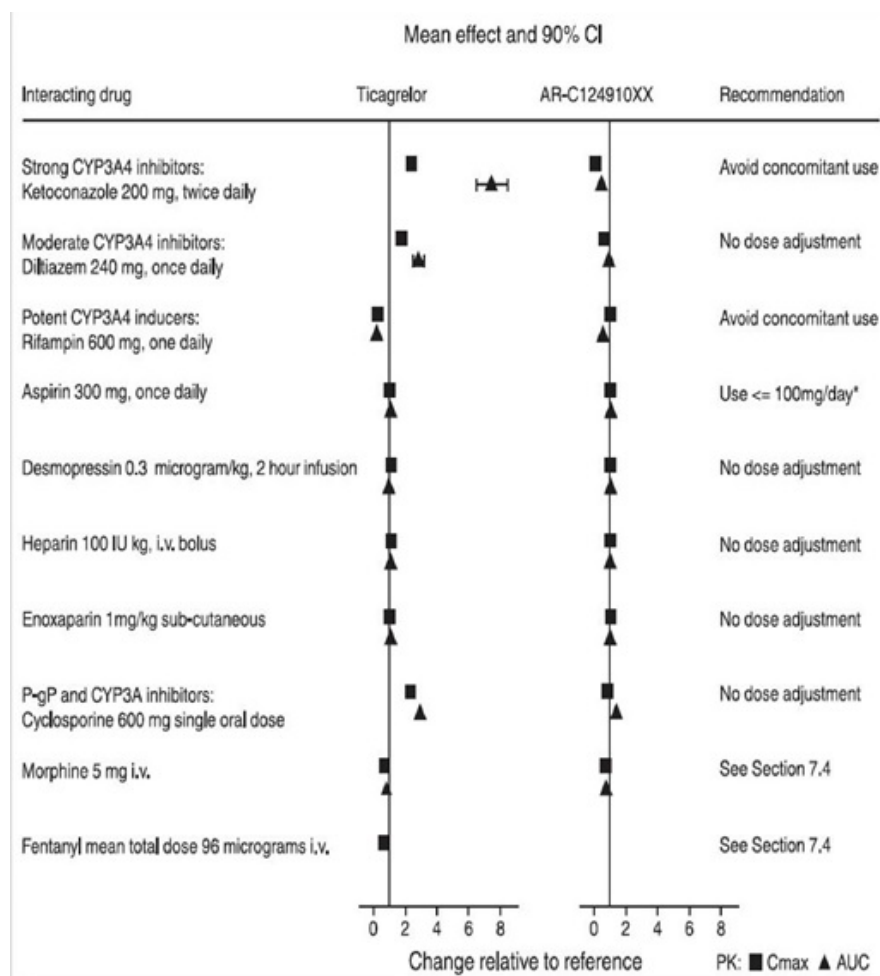 Mean effect and 90% CI
Interacting drug Ticagrelor AR-C124910XX Recommendation
Strong CYP3A4 inhibitors: Avoid concomitant use
Ketoconazole 200 mg, twice daily
Moderate CYP3A4 inhibitors: No dose adjustment
Diltiazem 240 mg, once daily
Potent CYP3A4 inducers: Avoid concomitant use
Rifampin 600 mg, one daily
Aspirin 300 mg, once daily Use <= 100mg/day*
Desmopressin 0.3 microgram/kg, 2 hour infusion No dose adjustment
Heparin 100 IU kg, i.v. bolus No dose adjustment
Enoxaparin 1mg/kg sub-cutaneous No dose adjustment
P-gP and CYP3A inhibitors: No dose adjustment
Cyclosporine 600 mg single oral dose
Morphine 5 mg i.v. See Section 7.4
Fentanyl mean total dose 96 micrograms i.v. See Section 7.4
0 2 4 6 8 0 2 4 6 8
Change relative to reference PK: Cmax AUC